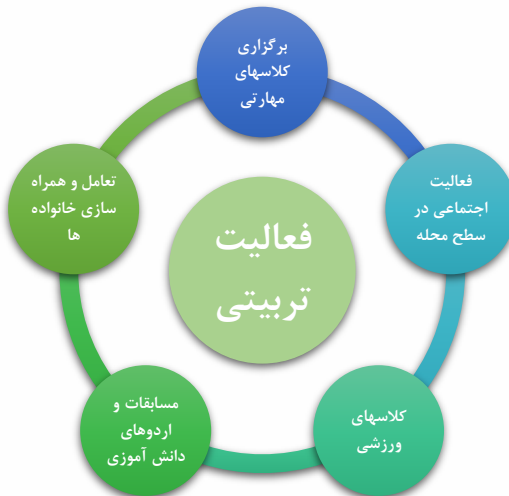 برگزاری
کلاسهای
مهارتی
فعالیت
اجتماعی در
سطح محله
کلاسهای
ورزشی
مسابقات و
اردوهای
دانش آموزی
تعامل و همراه
سازی خانواده
ها
فعالیت
تربیتی